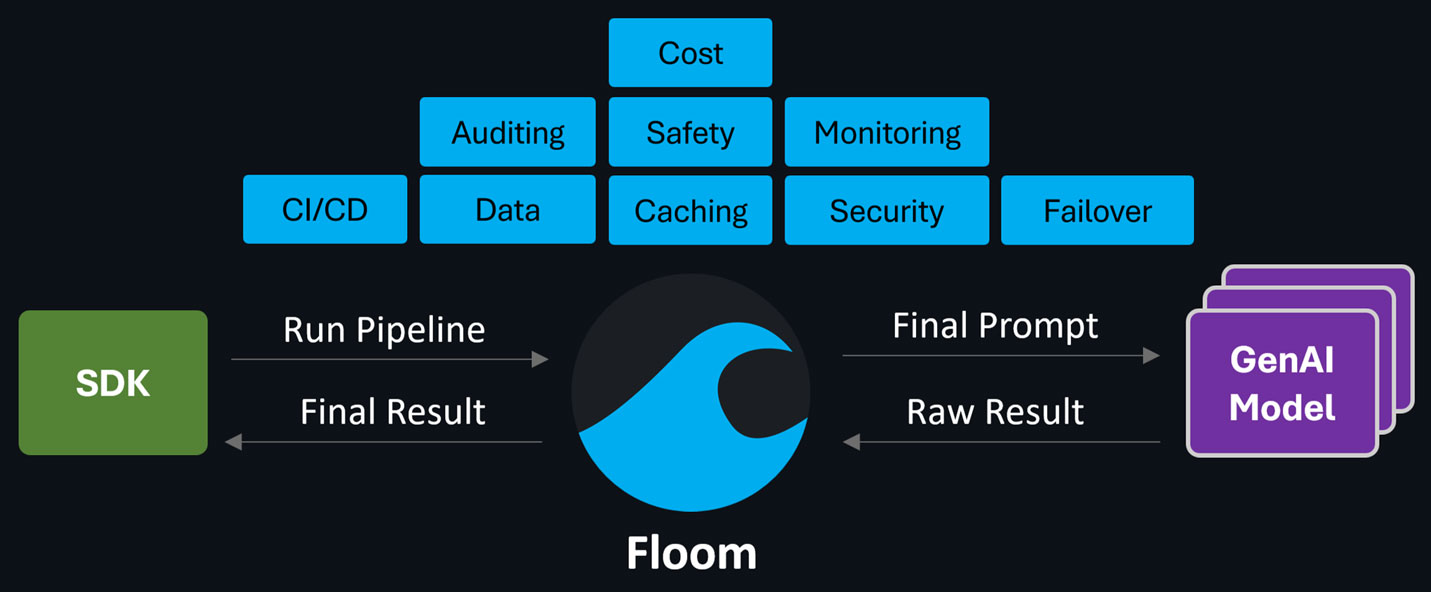 Cost
Auditing
Safety
Monitoring
CI/CD
Data
Caching
Security
Failover
SDK
Run Pipeline
Final Result
Final Prompt
Raw Result
GenAI
Model
Floom